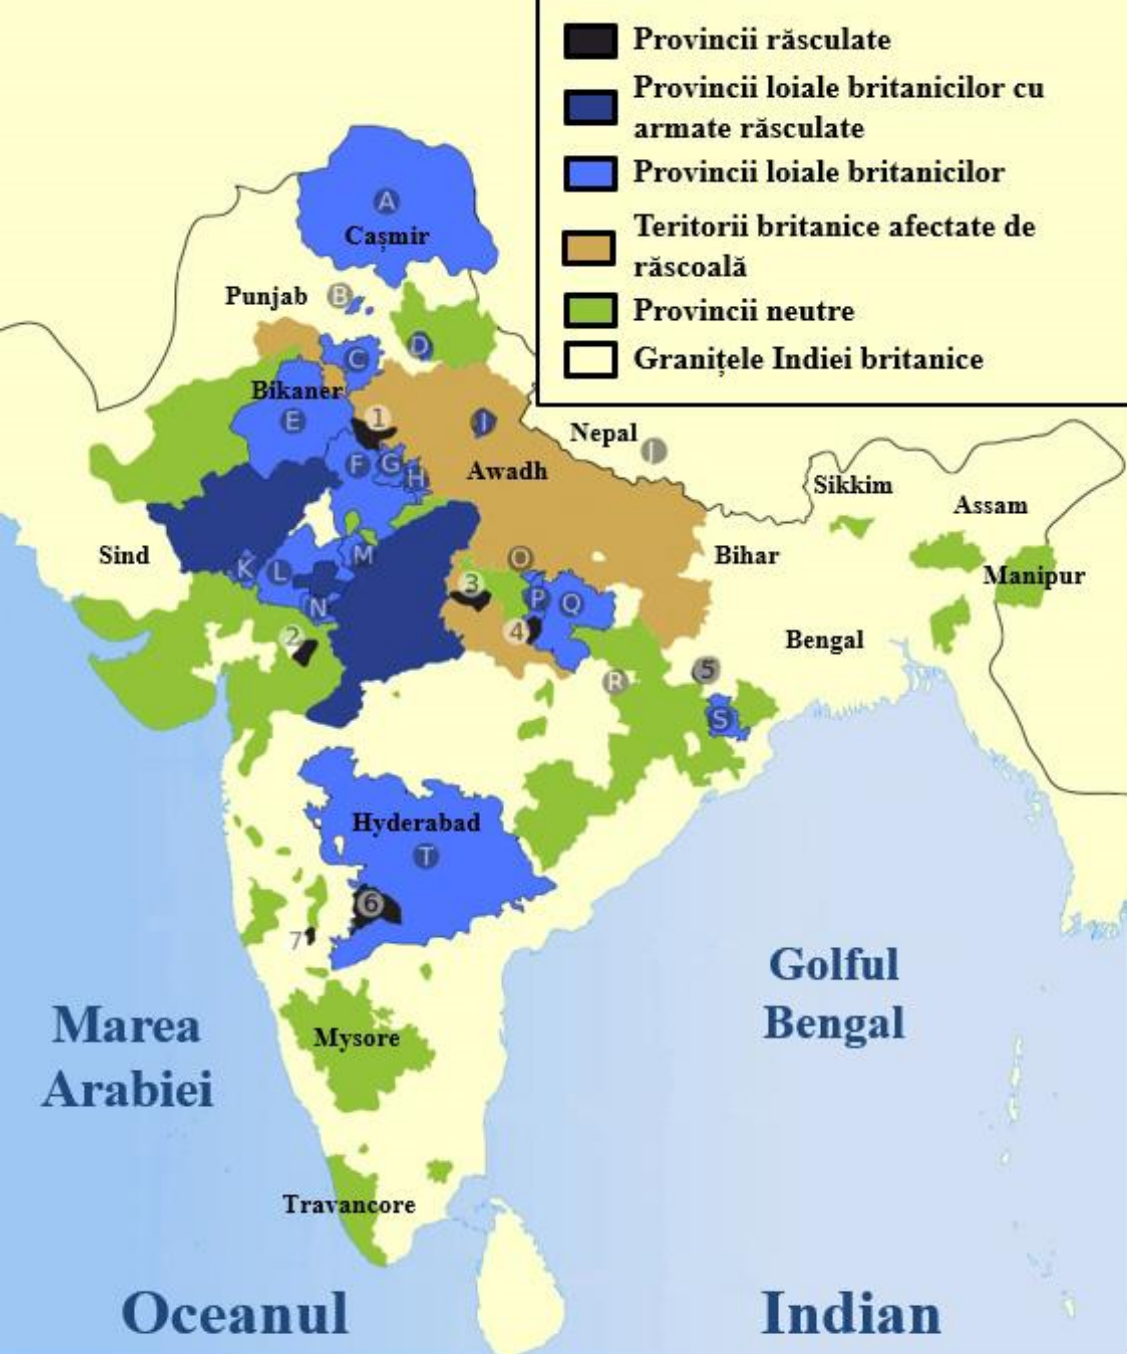 Provincii răsculate
Provincii loiale britanicilor cu
armate răsculate
Provincii loiale britanicilor
Teritorii britanice afectate de
răscoală
Provincii neutre
Granițele Indiei britanice
A
Cașmir
Punjab
B
D
C
Bikaner
E
1
I
Nepal
J
F
G
H
Awadh
Sikkim
Assam
Sind
K
L
M
N
O
Bihar
Manipur
3
P
Q
2
4
Bengal
R
5
S
Hyderabad
T
6
7
Golful
Bengal
Marea
Arabiei
Mysore
Travancore
Oceanul
Indian